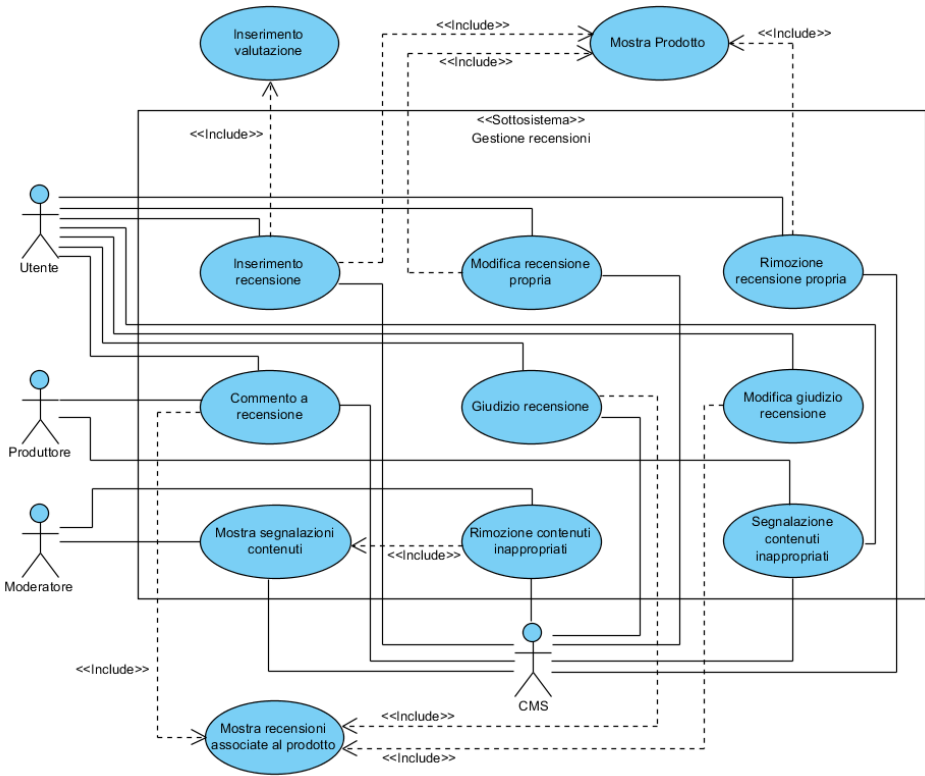 Inserimento
valutazione
<<Include>>
Mostra Prodotto
<<Include>>
<<Include>>
<<Include>>
<<Sottosistema>>
Gestione recensioni
Utente
Inserimento
recensione
Modifica recensione
propria
Rimozione
recensione propria
Produttore
Commento a
recensione
Giudizio recensione
Modifica giudizio
recensione
Moderatore
Mostra segnalazioni
contenuti
<<Include>>
Rimozione contenuti
inappropriati
Segnalazione
contenuti
inappropriati
<<Include>>
CMS
Mostra recensioni
associate al prodotto
<<Include>>
<<Include>>